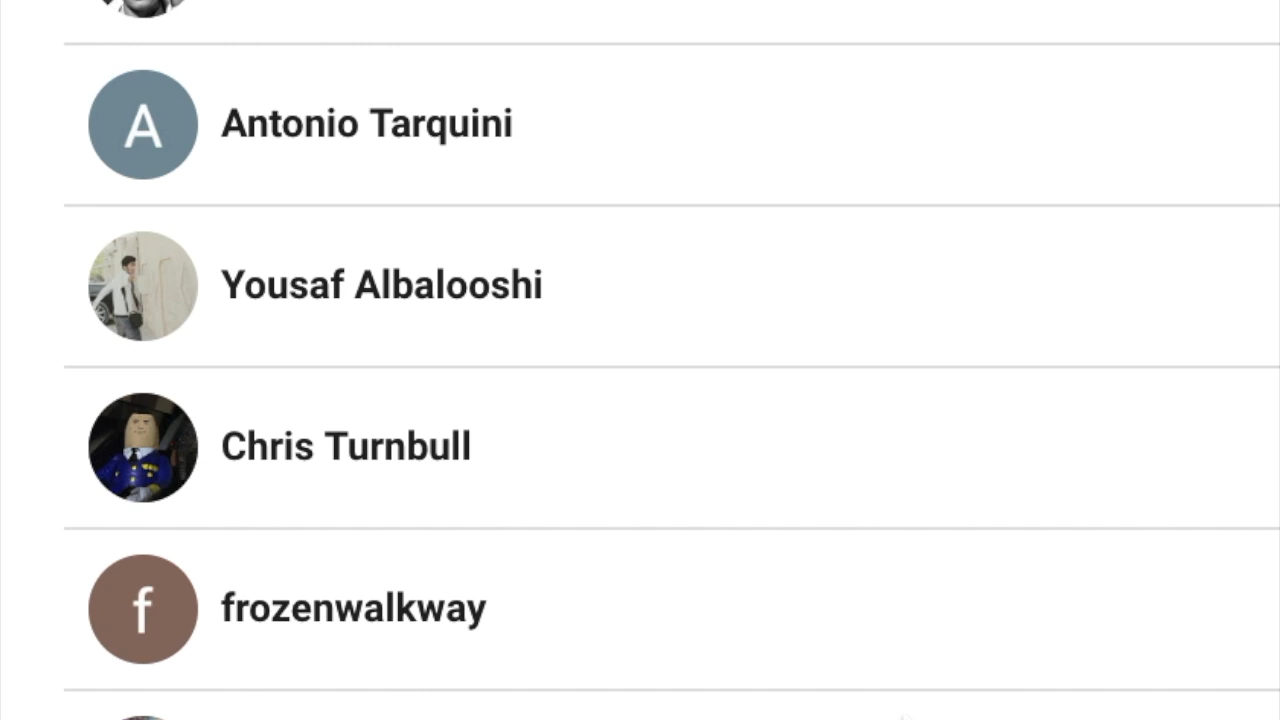 A
Antonio Tarquini
Yousaf Albalooshi
Chris Turnbull
f
frozenwalkway